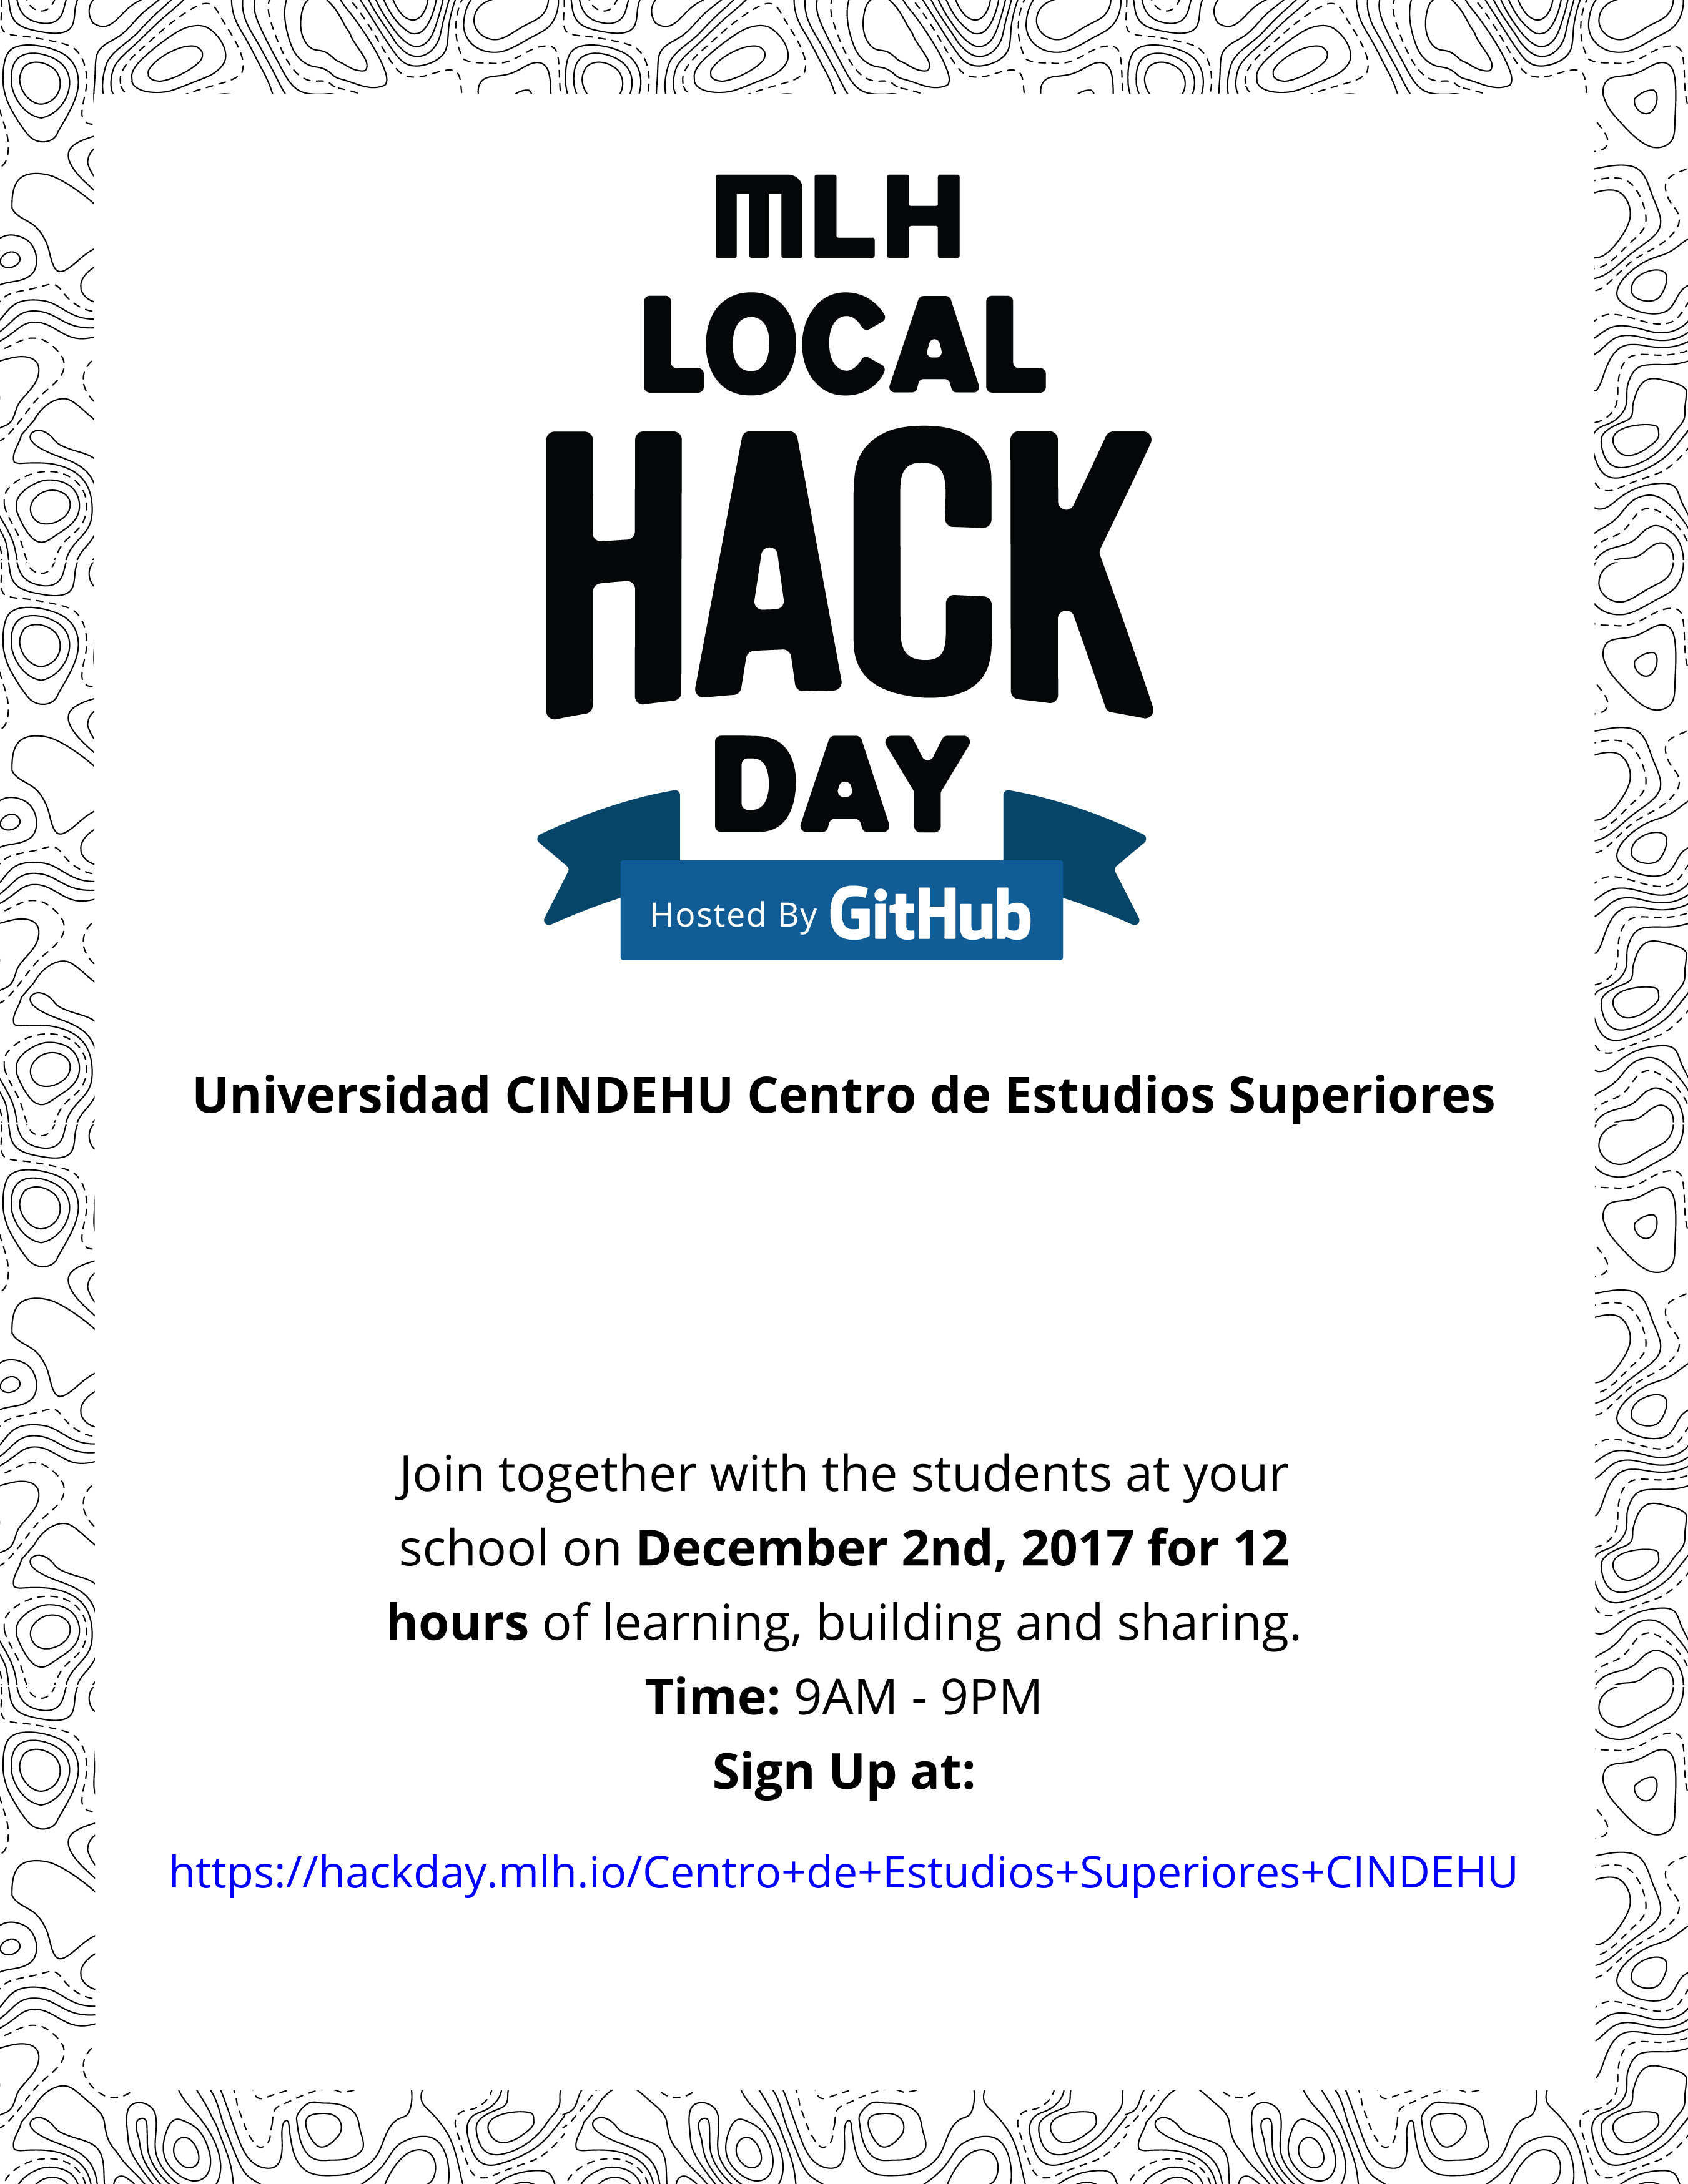 MLH
LOCAL
HACK
DAY
Hosted By GitHub
Universidad CINDEHU Centro de Estudios Superiores
Join together with the students at your
school on December 2nd, 2017 for 12
hours of learning, building and sharing.
Time: 9AM - 9PM
Sign Up at:
https://hackday.mlh.io/Centro+de+Estudios+Superiores+CINDEHU